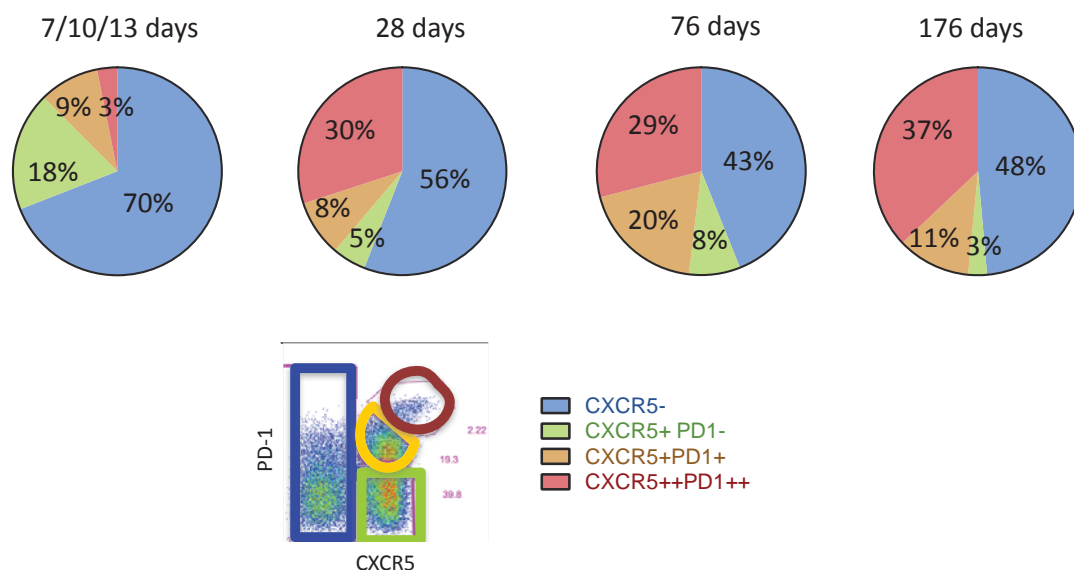 7/10/13 days
28 days
76 days
176 days
9%
3%
18%
70%
30%
56%
8%
5%
29%
43%
20%
8%
37%
48%
11%
3%
PD-1
2.22
19.3
39.8
CXCR5
CXCR5-
CXCR5+ PD1-
CXCR5+PD1+
CXCR5++PD1++